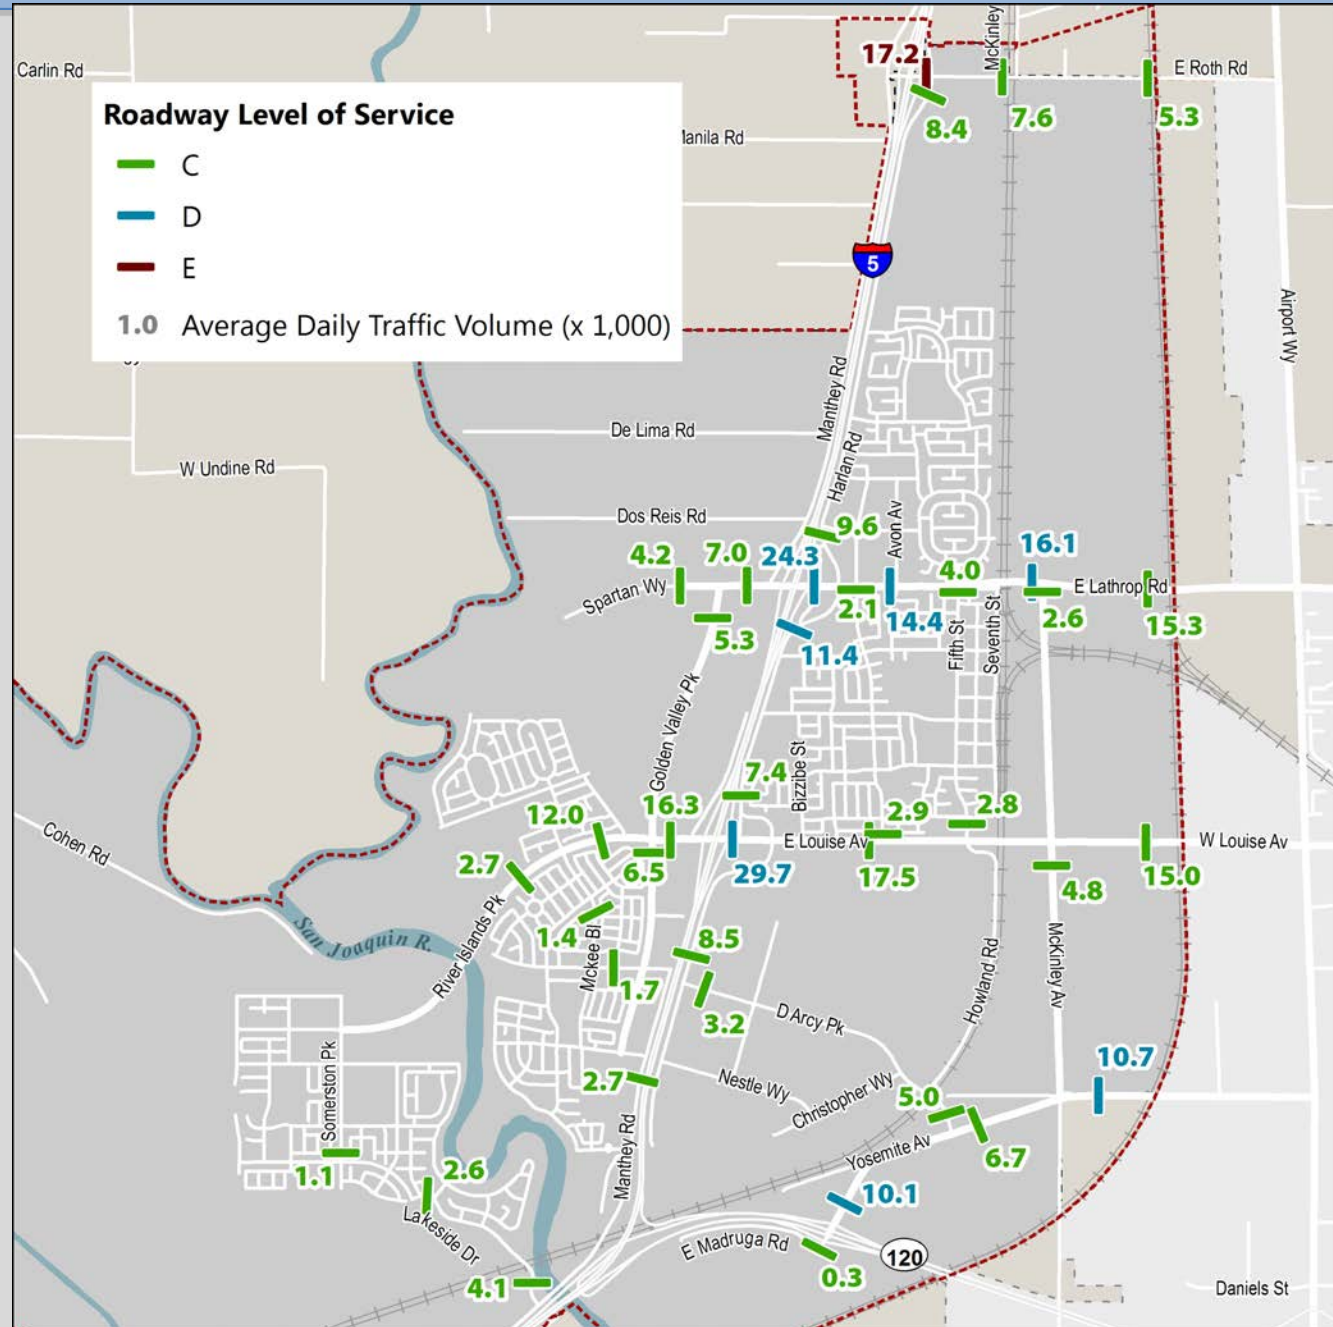 McKinley
17.2
Carlin Rd
E Roth Rd
Roadway Level of Service
8.4
7.6
5.3
Manila Rd
C
D
E
5
1.0 Average Daily Traffic Volume (x 1,000)
Airport Wy
Manthey Rd
De Lima Rd
Harlan Rd
W Undine Rd
Dos Reis Rd
9.6
Avon Av
4.2
7.0
24.3
16.1
4.0
Spartan Wy
E Lathrop Rd
2.1
14.4
2.6
15.3
5.3
11.4
Fifth St
Seventh St
Golden Valley Pk
Bizzibe St
7.4
12.0
16.3
2.9
2.8
Cohen Rd
E Louise Av
W Louise Av
2.7
6.5
29.7
17.5
4.8
15.0
San Joaquin R.
River Islands Pk
1.4
Mckee Bl
8.5
1.7
3.2
D Arcy Pk
Howland Rd
McKinley Av
Somerston Pk
2.7
Nestle Wy
Christopher Wy
5.0
10.7
Manthey Rd
Yosemite Av
6.7
1.1
2.6
10.1
Lakeside Dr
E Madruga Rd
120
0.3
4.1
Daniels St